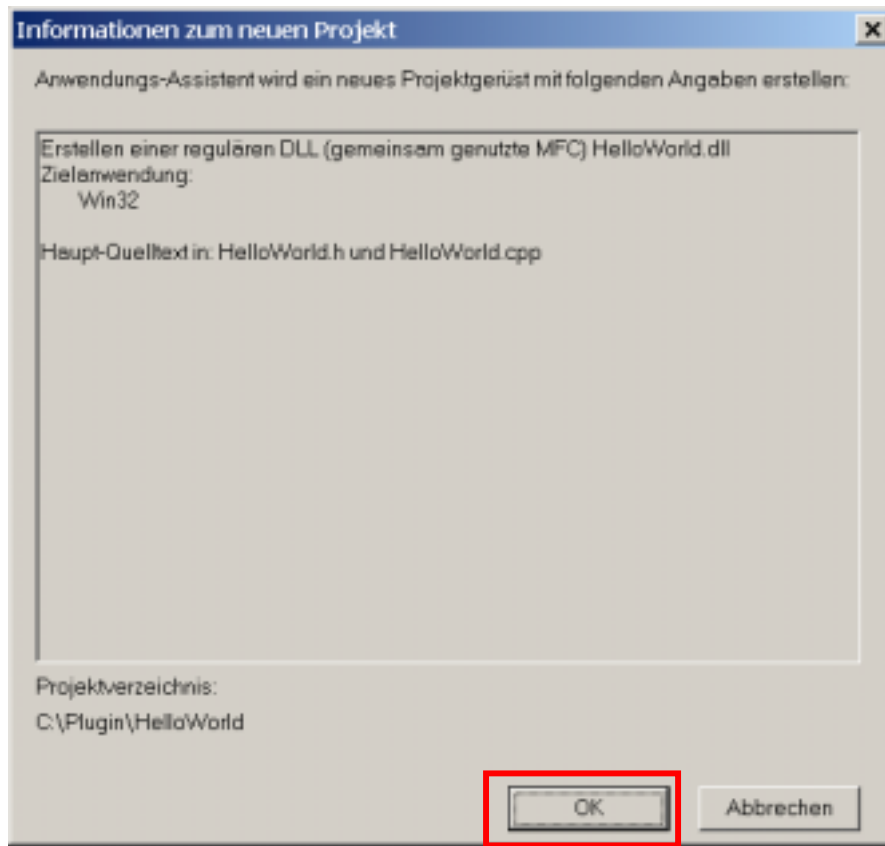 Informationen zum neuen Projekt
Anwendungs-Assistent wird ein neues Projektgerüst mit folgenden Angaben erstellen:
Erstellen einer regulären DLL (gemeinsam genutzte MFC) HelloWorld.dll
Zielanwendung:
Win32
Haupt-Quelltext in: HelloWorld.h und HelloWorld.cpp
Projektverzeichnis:
C:\Plugin\HelloWorld
OK
Abbrechen